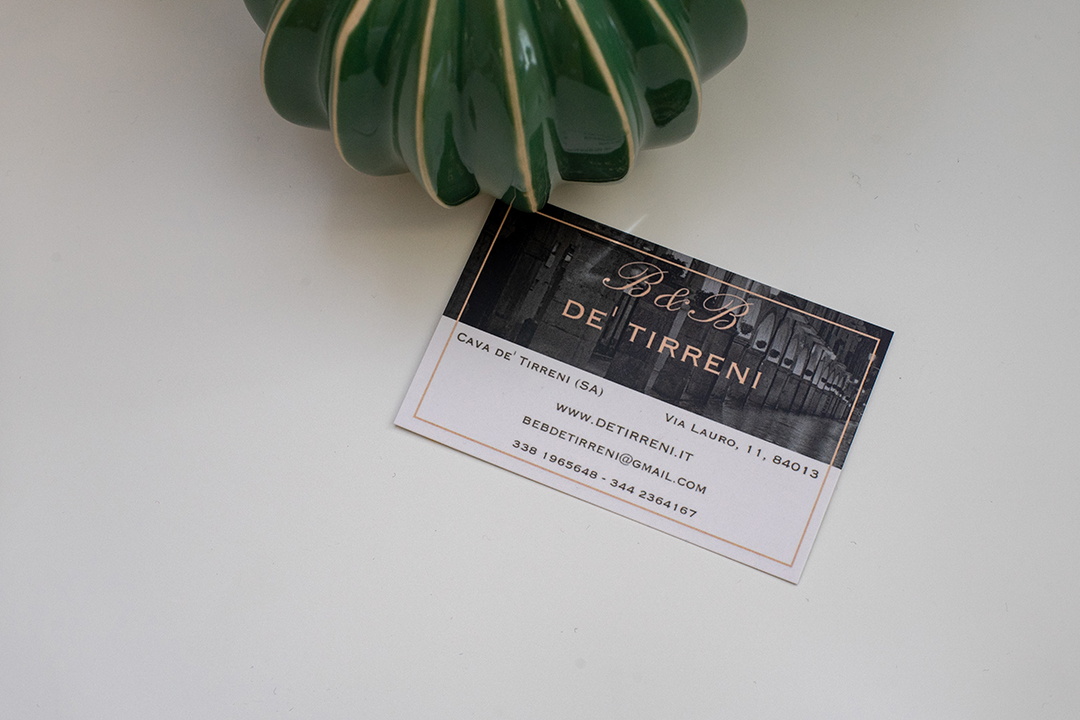 B&B
DE' TIRRENI
CAVA DE' TIRRENI (SA) VIA LAURO, 11, 84013
WWW.DETIRRENI.IT
BEBDETIRRENI@GMAIL.COM
338 1965648 - 344 2364167